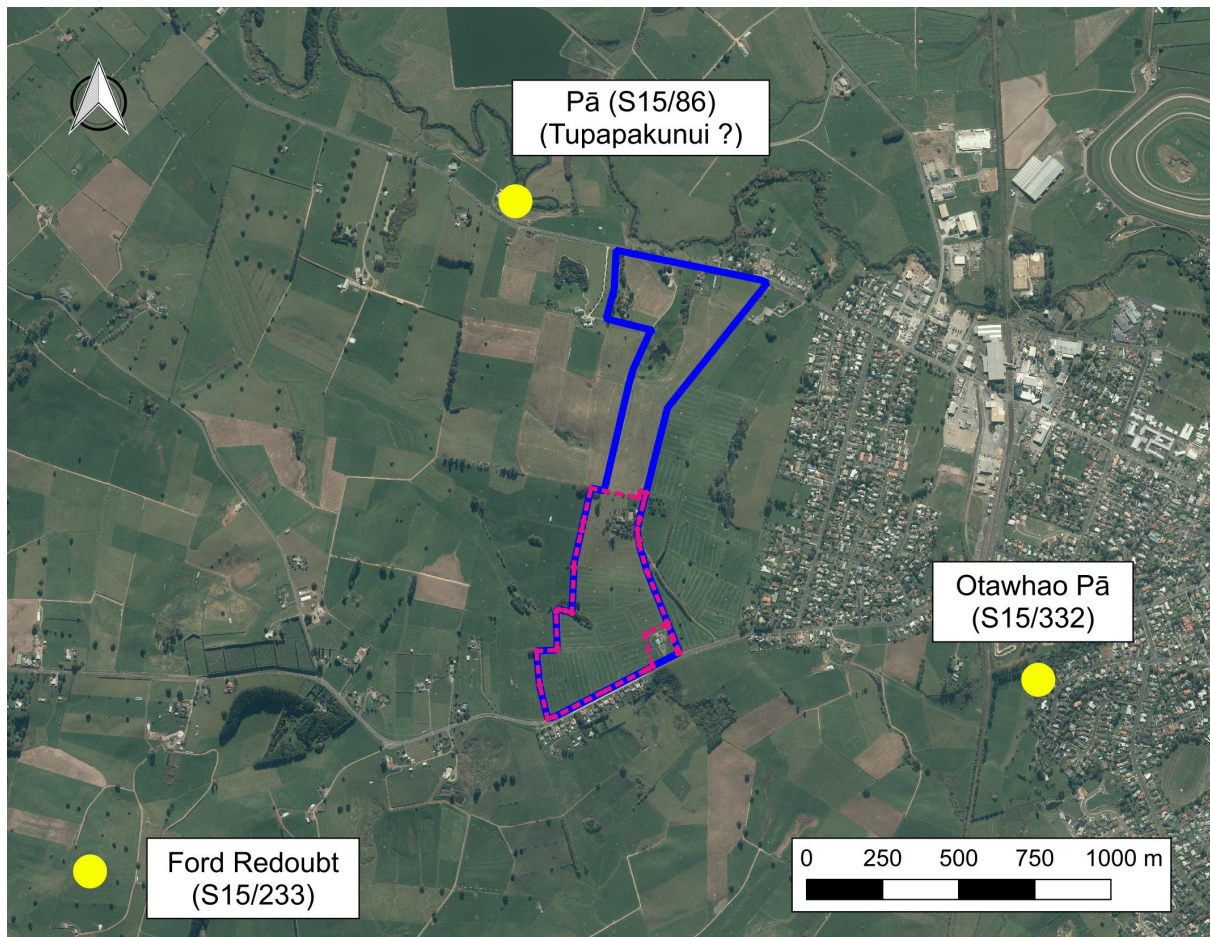 Pā (S15/86)
(Tupapakunui ?)
Otawhao Pā
(S15/332)
Ford Redoubt
(S15/233)
0 250 500 750 1000 m